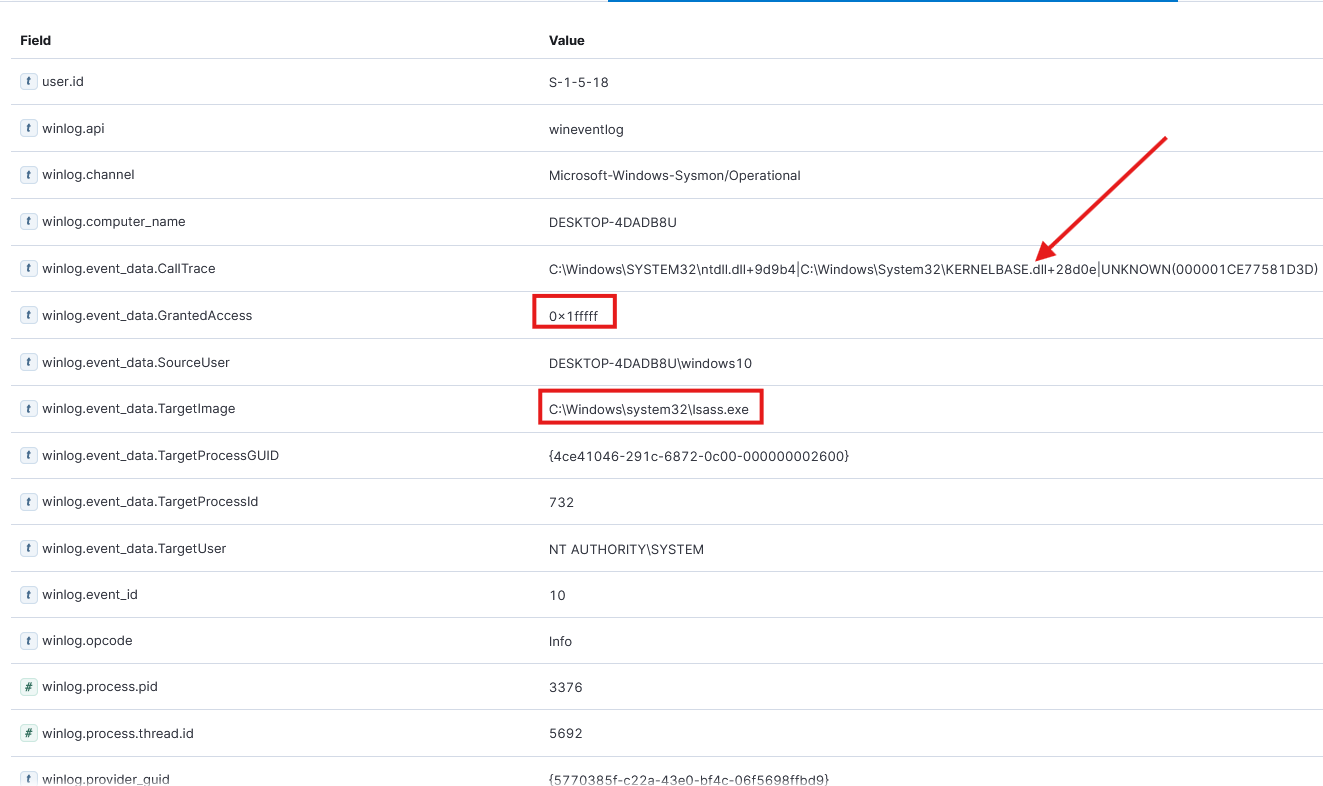 Field Value
t user.id S-1-5-18
t winlog.api wineventlog
t winlog.channel Microsoft-Windows-Sysmon/Operational
t winlog.computer_name DESKTOP-4DADB8U
t winlog.event_data.CallTrace C:\Windows\SYSTEM32\ntdll.dll+9d9b4|C:\Windows\System32\KERNELBASE.dll+28d0e|UNKNOWN(000001CE77581D3D)
t winlog.event_data.GrantedAccess 0×1fffff
t winlog.event_data.SourceUser DESKTOP-4DADB8U\windows10
t winlog.event_data.TargetImage C:\Windows\system32\lsass.exe
t winlog.event_data.TargetProcessGUID {4ce41046-291c-6872-0c00-000000002600}
t winlog.event_data.TargetProcessId 732
t winlog.event_data.TargetUser NT AUTHORITY\SYSTEM
t winlog.event_id 10
t winlog.opcode Info
# winlog.process.pid 3376
# winlog.process.thread.id 5692
t winlog.provider_guid {5770385f-c22a-43e0-bf4c-06f5698ffbd9}